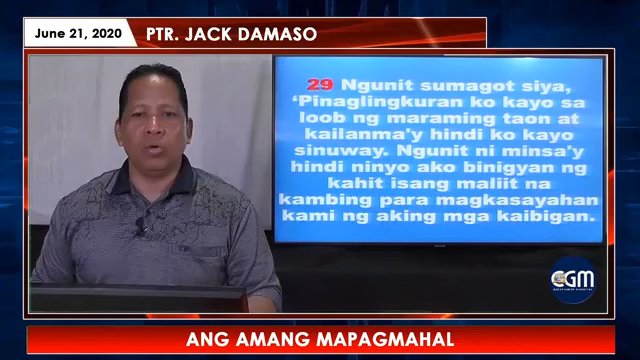 June 21, 2020
PTR. JACK DAMASO
29 Ngunit sumagot siya,
‘Pinaglingkuran ko kayo sa
loob ng maraming taon at
kailanma'y hindi ko kayo
sinuway. Ngunit ni minsa'y
hindi ninyo ako binigyan ng
kahit isang maliit na
kambing para magkasayahan
kami ng aking mga kaibigan.
CGM
ANG AMANG MAPAGMAHAL